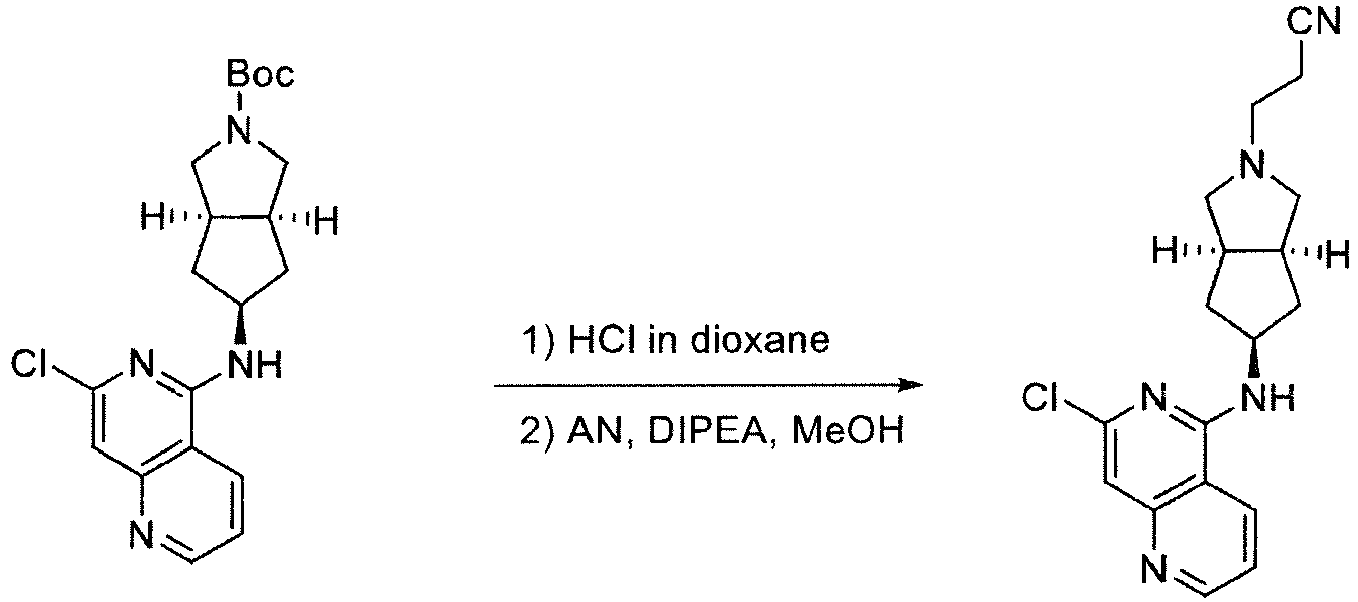 CN
Boc
N
N
H
H
H
H
1) HCl in dioxane
Cl
N
NH
Cl
N
NH
2) AN, DIPEA, MeOH
N
N